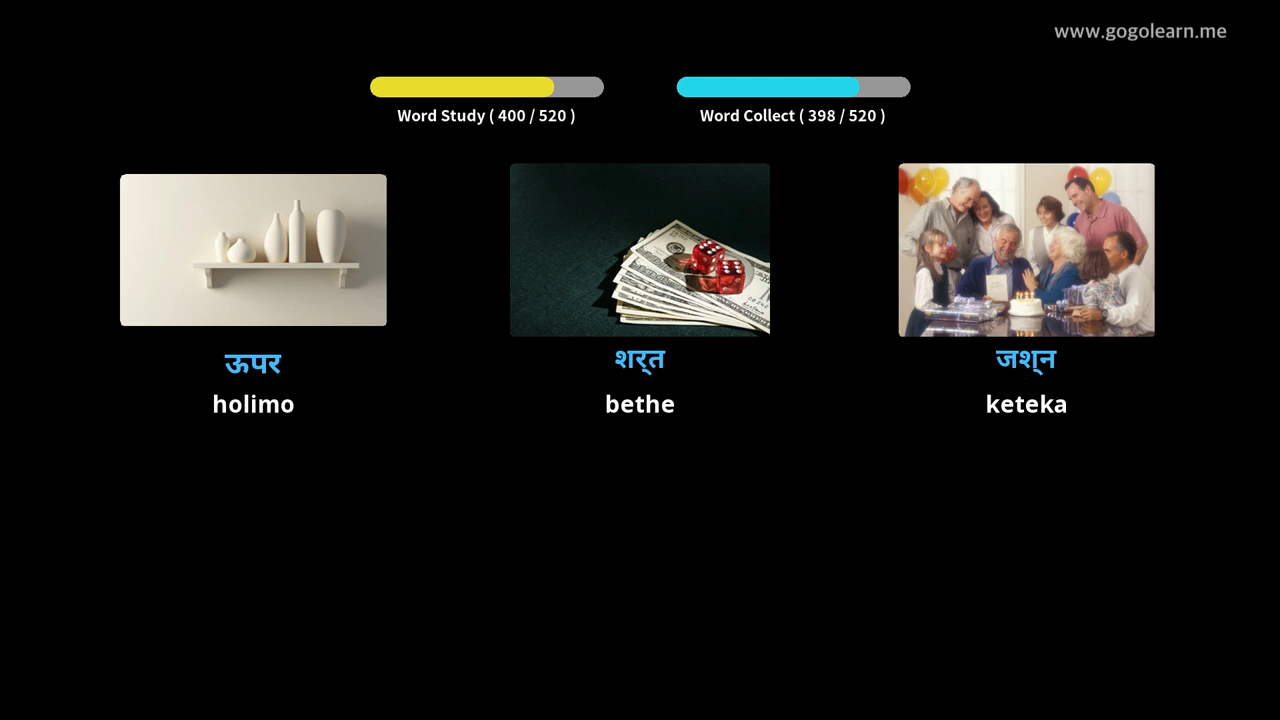 www.gogolearn.me
Word Study ( 400 / 520 )
Word Collect ( 398 / 520 )
ऊपर
शर्त
जश्न
holimo
bethe
keteka